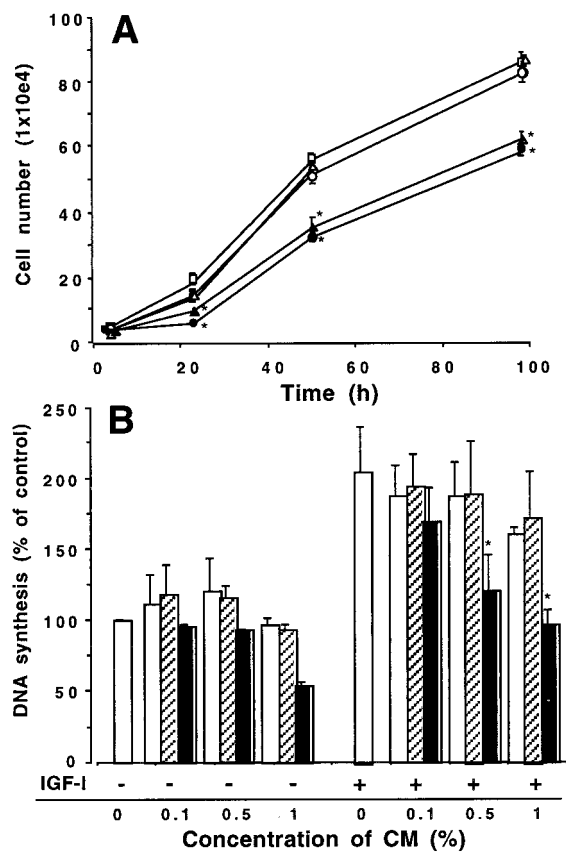 A
Cell number (1x10e4)
100
80
60
40
20
0
*
*
*
*
*
*
0 20 40 60 80 100
Time (h)
B
DNA synthesis (% of control)
250
200
150
100
50
0
*
*
IGF-I - - - - + + + +
0 0.1 0.5 1 0 0.1 0.5 1
Concentration of CM (%)